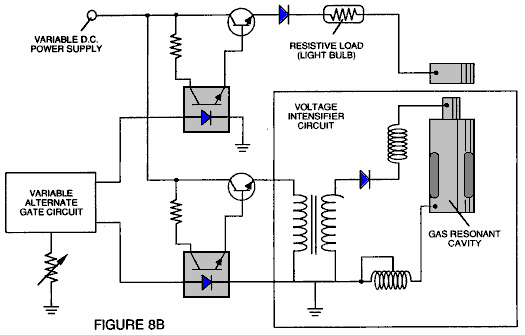 VARIABLE D.C.
POWER SUPPLY
RESISTIVE LOAD
(LIGHT BULB)
VOLTAGE
INTENSIFIER
CIRCUIT
VARIABLE
ALTERNATE
GATE CIRCUIT
GAS RESONANT
CAVITY
FIGURE 8B